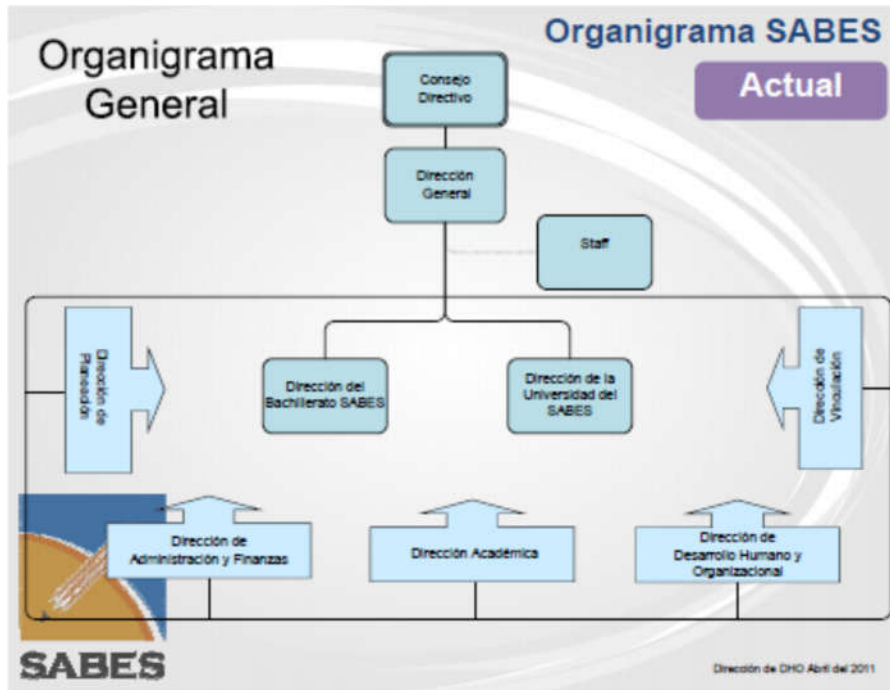 Organigrama
General
Organigrama SABES
Actual
Consejo
Directivo
Dirección
General
Staff
Dirección de
Planeación
Dirección del
Bachillerato SABES
Dirección de la
Universidad del
SABES
Dirección de
Vinculación
Dirección de
Administración y Finanzas
Dirección Académica
Dirección de
Desarrollo Humano y
Organizacional
SABES
Dirección de DHO Abril del 2011